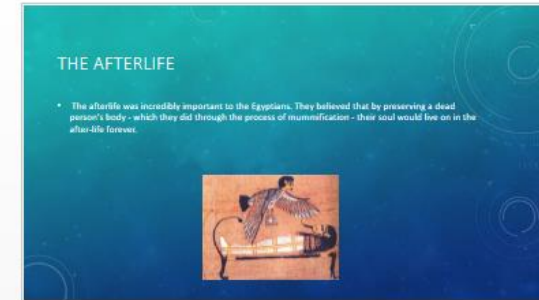 THE AFTERLIFE
• The afterlife was incredibly important to the Egyptians. They believed that by preserving a dead
person's body - which they did through the process of mummification - their soul would live on in the
after-life forever.